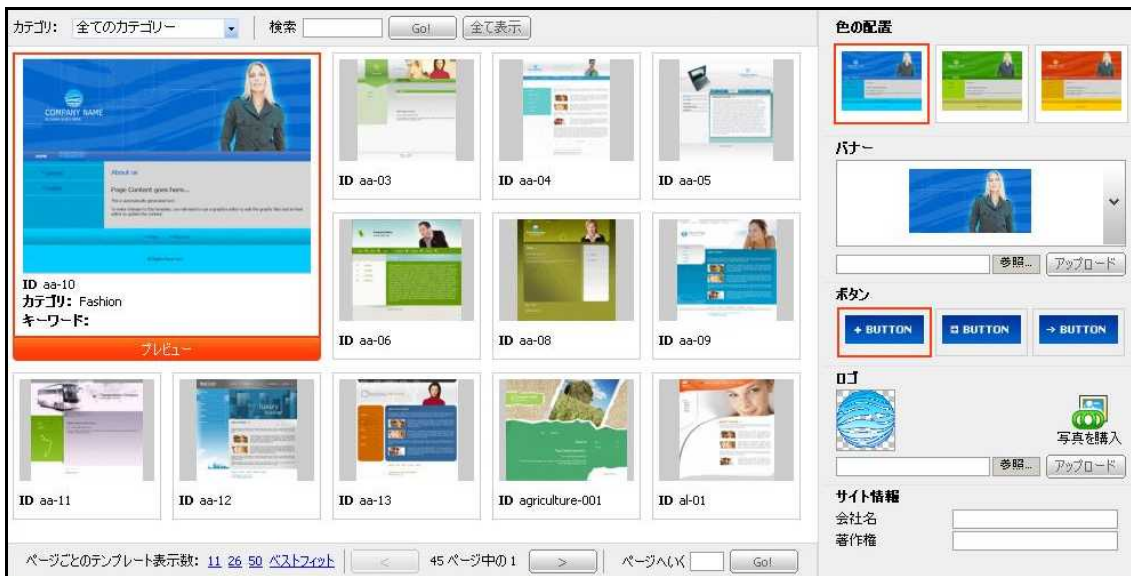 カテゴリ: 全てのカテゴリー 検索 Go! 全て表示
COMPANY NAME
About us
Page Content goes here...
ID aa-10
カテゴリ: Fashion
キーワード:
プレビュー
ID aa-03
ID aa-04
ID aa-05
ID aa-06
ID aa-08
ID aa-09
ID aa-11
ID aa-12
ID aa-13
ID agriculture-001
ID al-01
ページごとのテンプレート表示数: 11 26 50 ベストフィット < 45 ページ中の 1 > ページへいく Go!
色の配置
バナー
参照... アップロード
ボタン
+ BUTTON
BUTTON
→ BUTTON
ロゴ
写真を購入
参照... アップロード
サイト情報
会社名
著作権